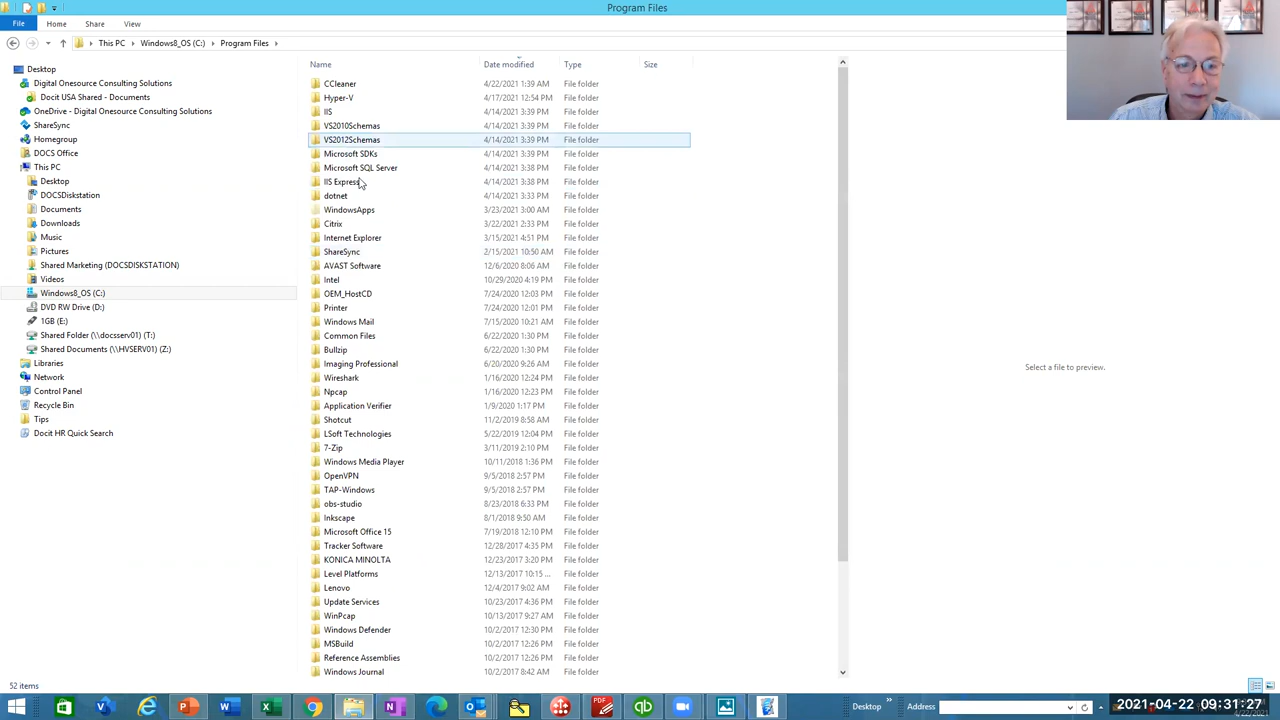 Program Files
File
Home
Share
View
This PC
Windows8_OS (C:)
Program Files
Name
Date modified
Type
Size
Desktop
Digital Onesource Consulting Solutions
Docit USA Shared - Documents
OneDrive - Digital Onesource Consulting Solutions
ShareSync
Homegroup
DOCS Office
This PC
Desktop
DOCSDiskstation
Documents
Downloads
Music
Pictures
Shared Marketing (DOCSDISKSTATION)
Videos
Windows8_OS (C:)
DVD RW Drive (D:)
1GB (E:)
Shared Folder (\\docsserv01) (T:)
Shared Documents (\\HVSERV01) (Z:)
Libraries
Network
Control Panel
Recycle Bin
Tips
Docit HR Quick Search
CCleaner 4/22/2021 1:39 AM File folder
Hyper-V 4/17/2021 12:54 PM File folder
IIS 4/14/2021 3:39 PM File folder
VS2010Schemas 4/14/2021 3:39 PM File folder
VS2012Schemas 4/14/2021 3:39 PM File folder
Microsoft SDKs 4/14/2021 3:39 PM File folder
Microsoft SQL Server 4/14/2021 3:38 PM File folder
IIS Express 4/14/2021 3:38 PM File folder
dotnet 4/14/2021 3:33 PM File folder
WindowsApps 3/23/2021 3:00 AM File folder
Citrix 3/22/2021 2:33 PM File folder
Internet Explorer 3/15/2021 4:51 PM File folder
ShareSync 2/15/2021 10:50 AM File folder
AVAST Software 12/6/2020 8:06 AM File folder
Intel 10/29/2020 4:19 PM File folder
OEM_HostCD 7/24/2020 12:03 PM File folder
Printer 7/24/2020 12:01 PM File folder
Windows Mail 7/15/2020 10:21 AM File folder
Common Files 6/22/2020 1:30 PM File folder
Bullzip 6/22/2020 1:30 PM File folder
Imaging Professional 6/20/2020 9:26 AM File folder
Wireshark 1/16/2020 12:24 PM File folder
Npcap 1/16/2020 12:23 PM File folder
Application Verifier 1/9/2020 1:17 PM File folder
Shotcut 11/2/2019 8:58 AM File folder
LSoft Technologies 5/22/2019 12:04 PM File folder
7-Zip 3/11/2019 2:10 PM File folder
Windows Media Player 10/11/2018 1:36 PM File folder
OpenVPN 9/5/2018 2:57 PM File folder
TAP-Windows 9/5/2018 2:57 PM File folder
obs-studio 8/23/2018 6:33 PM File folder
Inkscape 8/1/2018 9:50 AM File folder
Microsoft Office 15 7/19/2018 12:10 PM File folder
Tracker Software 12/28/2017 4:35 PM File folder
KONICA MINOLTA 12/23/2017 3:20 PM File folder
Level Platforms 12/13/2017 10:15 ... File folder
Lenovo 12/4/2017 9:02 AM File folder
Update Services 10/23/2017 4:36 PM File folder
WinPcap 10/13/2017 9:27 AM File folder
Windows Defender 10/2/2017 12:30 PM File folder
MSBuild 10/2/2017 12:26 PM File folder
Reference Assemblies 10/2/2017 12:26 PM File folder
Windows Journal 10/2/2017 8:42 AM File folder
Select a file to preview.
52 items
Desktop
Address
2021-04-22 09:31:27